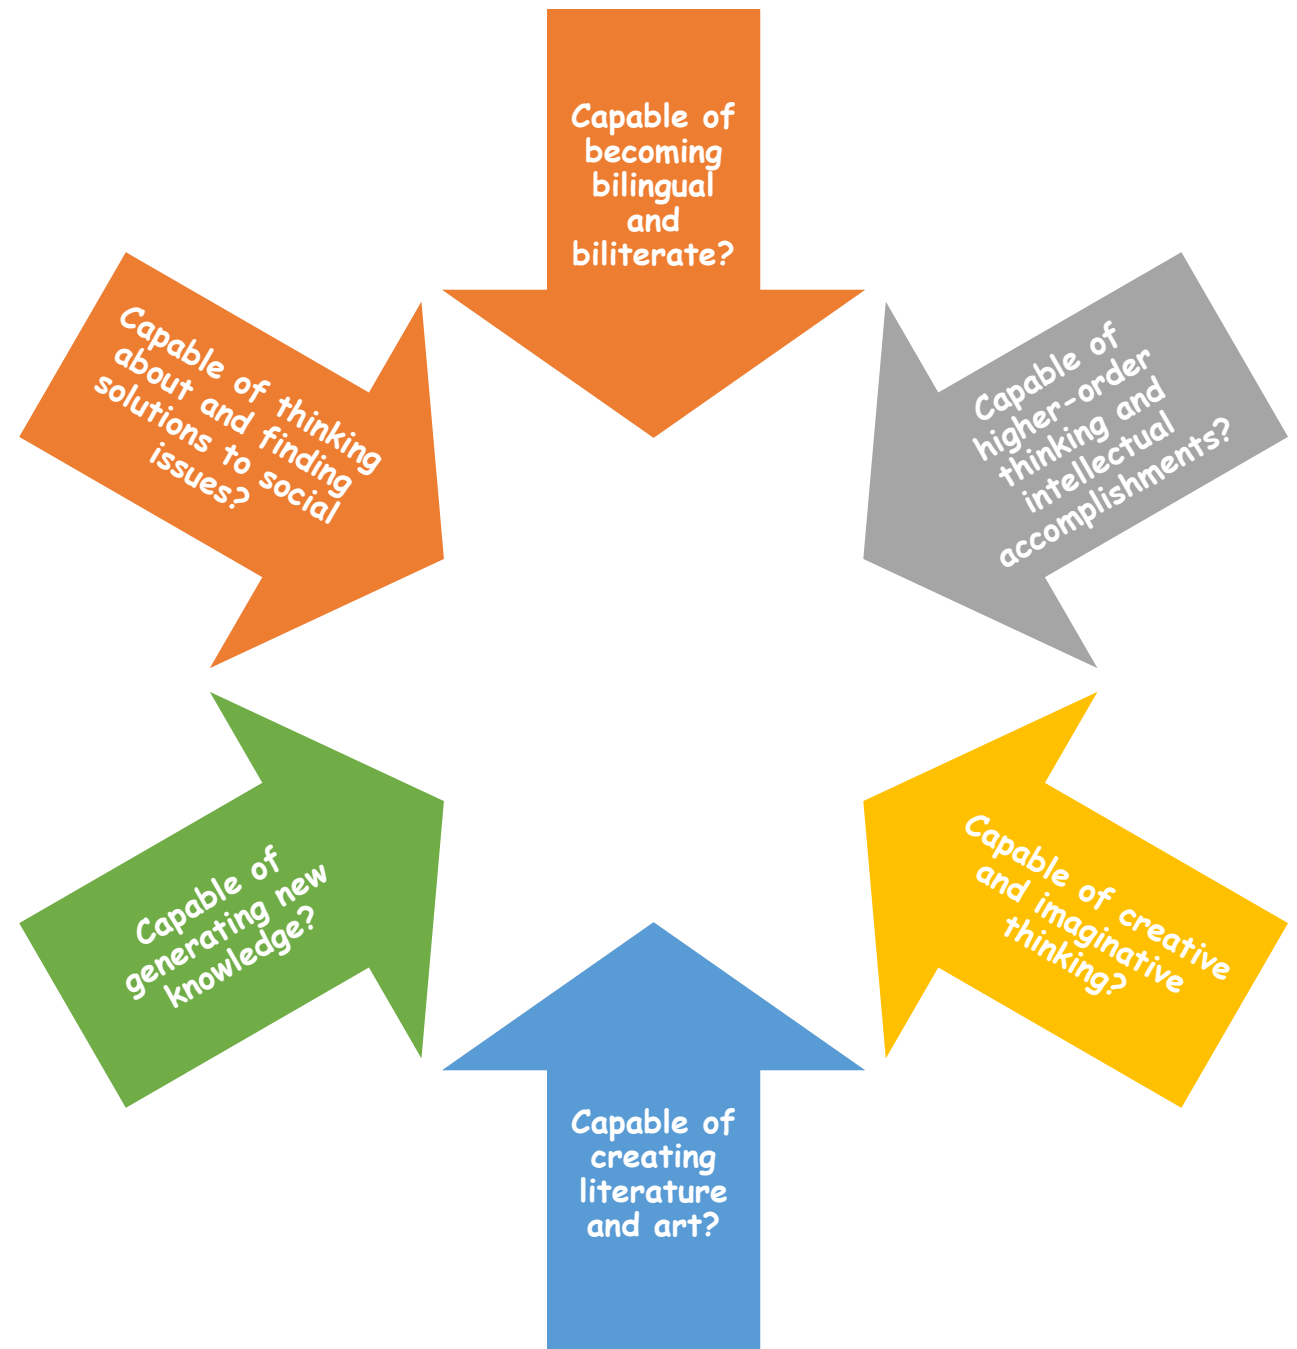 Capable of
becoming
bilingual
and
biliterate?
Capable of
higher-order
thinking and
intellectual
accomplishments?
Capable of creative
and imaginative
thinking?
Capable of
creating
literature
and art?
Capable of
generating new
knowledge?
Capable of thinking
about and finding
solutions to social
issues?